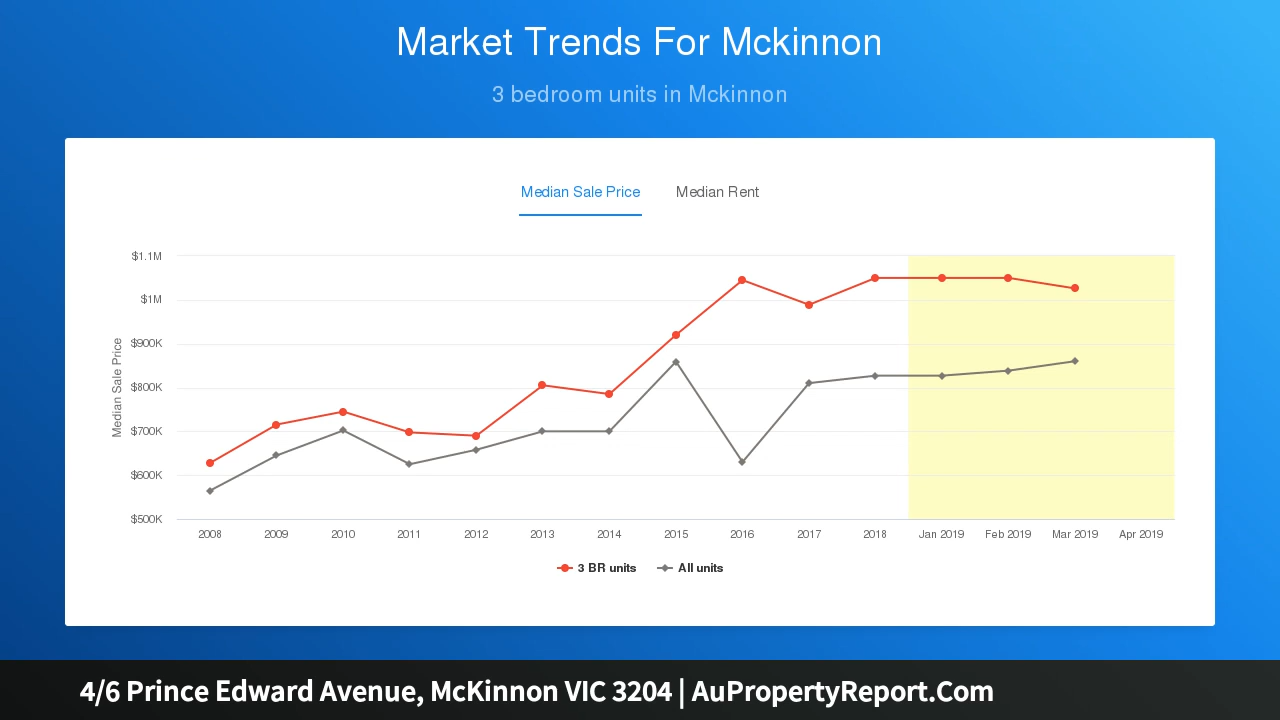 Market Trends For Mckinnon
3 bedroom units in Mckinnon
Median Sale Price Median Rent
Median Sale Price
$1.1M
$1M
$900K
$800K
$700K
$600K
$500K
2008 2009 2010 2011 2012 2013 2014 2015 2016 2017 2018 Jan 2019 Feb 2019 Mar 2019 Apr 2019
3 BR units All units
4/6 Prince Edward Avenue, McKinnon VIC 3204 | AuPropertyReport.Com